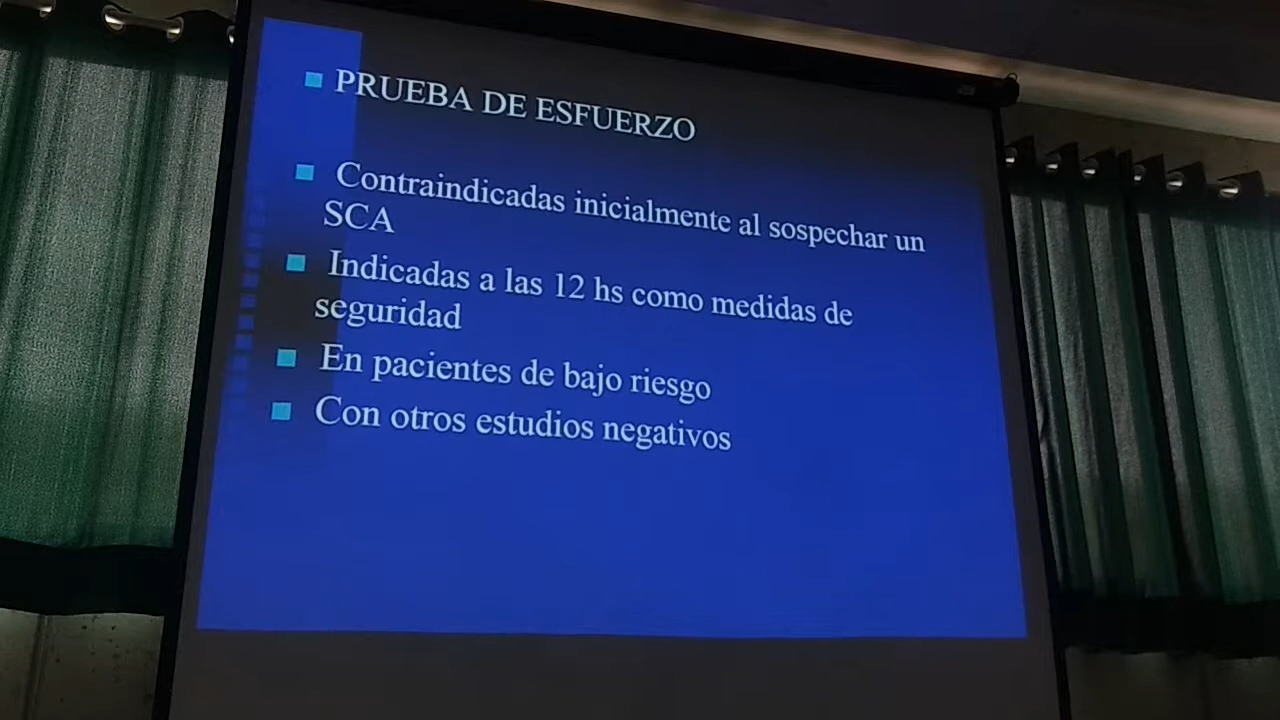 PRUEBA DE ESFUERZO
Contraindicadas inicialmente al sospechar un
SCA
Indicadas a las 12 hs como medidas de
seguridad
En pacientes de bajo riesgo
Con otros estudios negativos